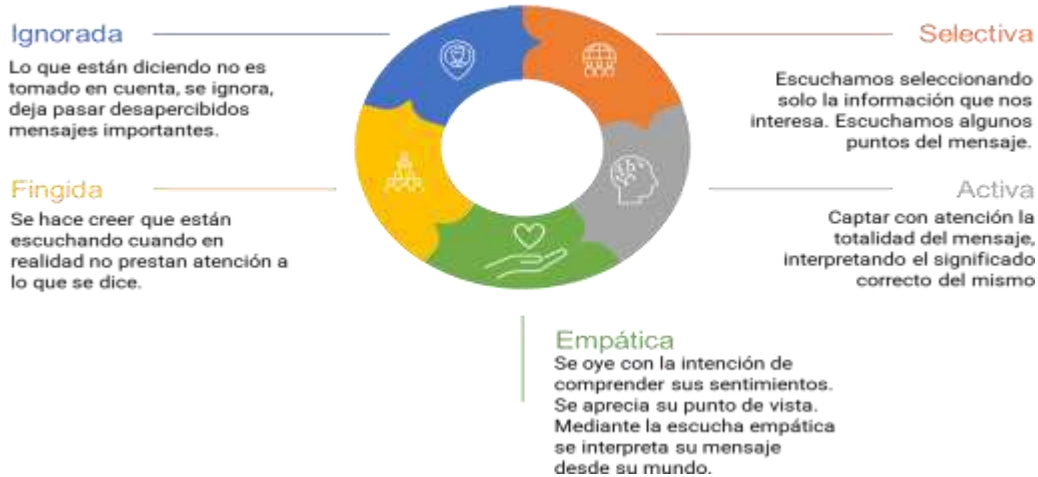 Ignorada
Lo que están diciendo no es
tomado en cuenta, se ignora,
deja pasar desapercibidos
mensajes importantes.
Fingida
Se hace creer que están
escuchando cuando en
realidad no prestan atención a
lo que se dice.
Selectiva
Escuchamos seleccionando
solo la información que nos
interesa. Escuchamos algunos
puntos del mensaje.
Activa
Captar con atención la
totalidad del mensaje,
interpretando el significado
correcto del mismo
Empática
Se oye con la intención de
comprender sus sentimientos.
Se aprecia su punto de vista.
Mediante la escucha empática
se interpreta su mensaje
desde su mundo.